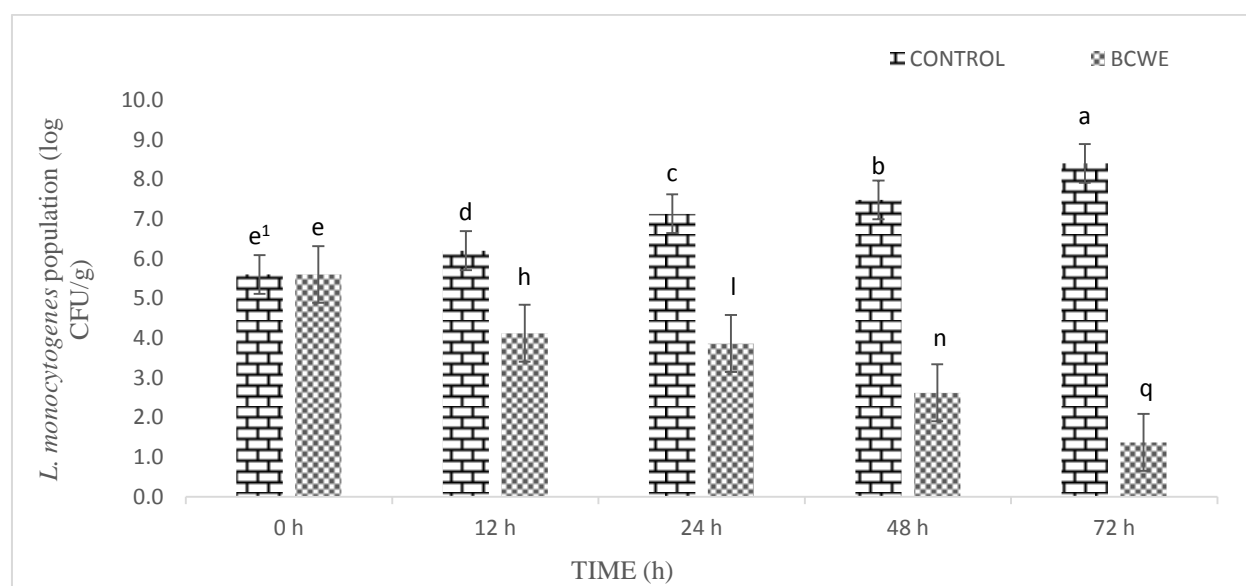 CONTROL BCWE
L. monocytogenes population (log
CFU/g)
10.0
9.0
8.0
7.0
6.0
5.0
4.0
3.0
2.0
1.0
0.0
e¹ e d h c l b n a q
0 h 12 h 24 h 48 h 72 h
TIME (h)